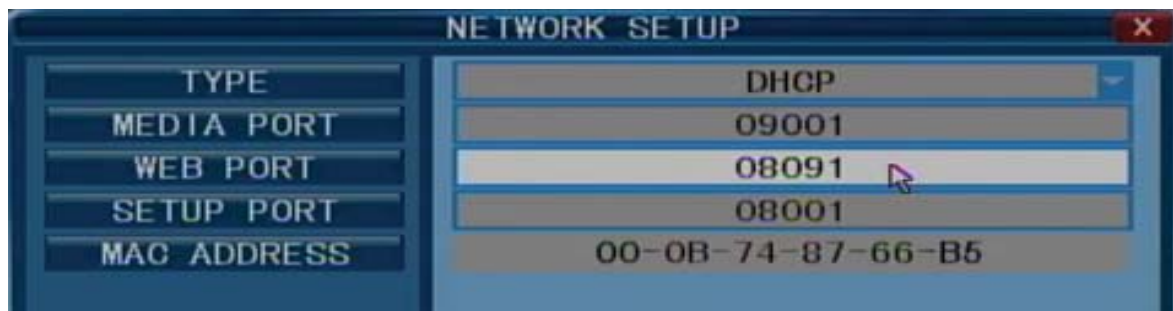 NETWORK SETUP
TYPE DHCP
MEDIA PORT 09001
WEB PORT 08091
SETUP PORT 08001
MAC ADDRESS 00-0B-74-87-66-B5